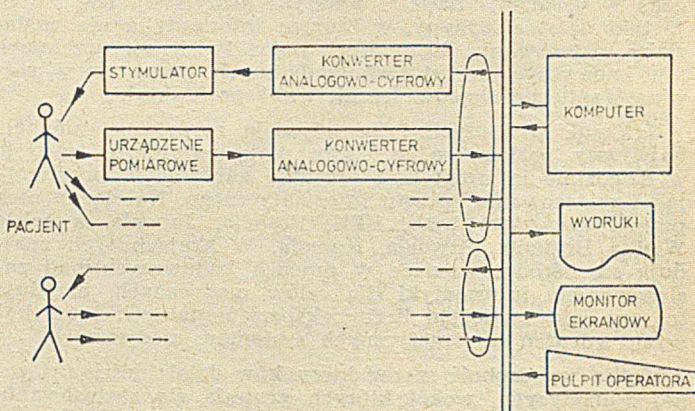 STYMULATOR
KONWERTER
ANALOGOWO-CYFROWY
KOMPUTER
URZĄDZENIE
POMIAROWE
KONWERTER
ANALOGOWO-CYFROWY
PACJENT
WYDRUKI
MONITOR
EKRANOWY
PULPIT OPERATORA